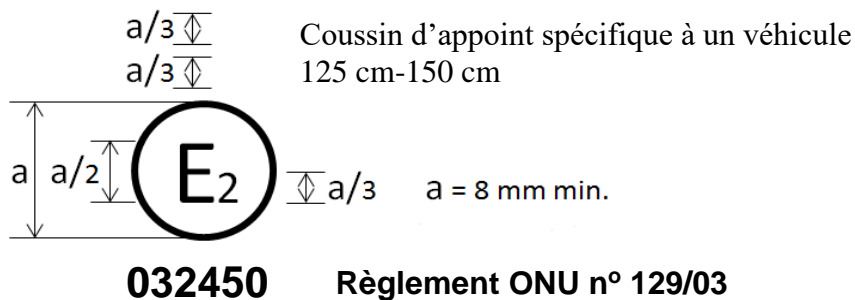 a/3 Coussin d’appoint spécifique à un véhicule
a/3 125 cm-150 cm
a a/2 E2 a/3 a = 8 mm min.
032450 Règlement ONU nº 129/03